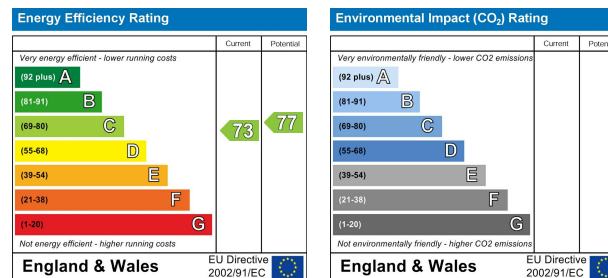 Energy Efficiency Rating
Current Potential
Very energy efficient - lower running costs
(92 plus) A
(81-91) B
(69-80) C
(55-68) D
(39-54) E
(21-38) F
(1-20) G
73
77
Not energy efficient - higher running costs
England & Wales
EU Directive
2002/91/EC
Environmental Impact (CO₂) Rating
Current Poten
Very environmentally friendly - lower CO2 emissions
(92 plus) A
(81-91) B
(69-80) C
(55-68) D
(39-54) E
(21-38) F
(1-20) G
Not environmentally friendly - higher CO2 emissions
England & Wales
EU Directive
2002/91/EC